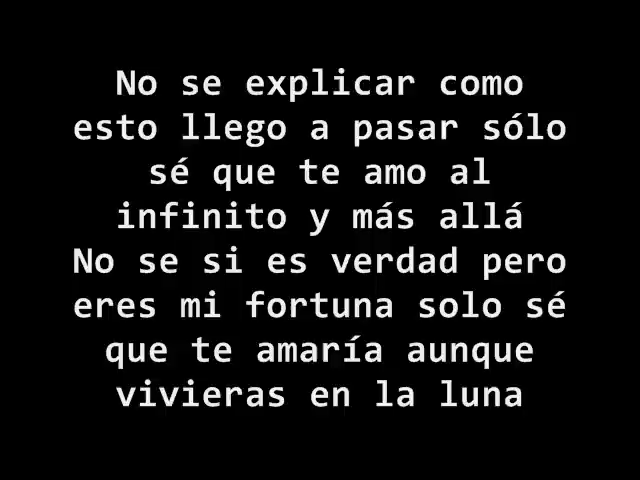 No se explicar como
esto llego a pasar sólo
sé que te amo al
infinito y más allá
No se si es verdad pero
eres mi fortuna solo sé
que te amaría aunque
vivieras en la luna